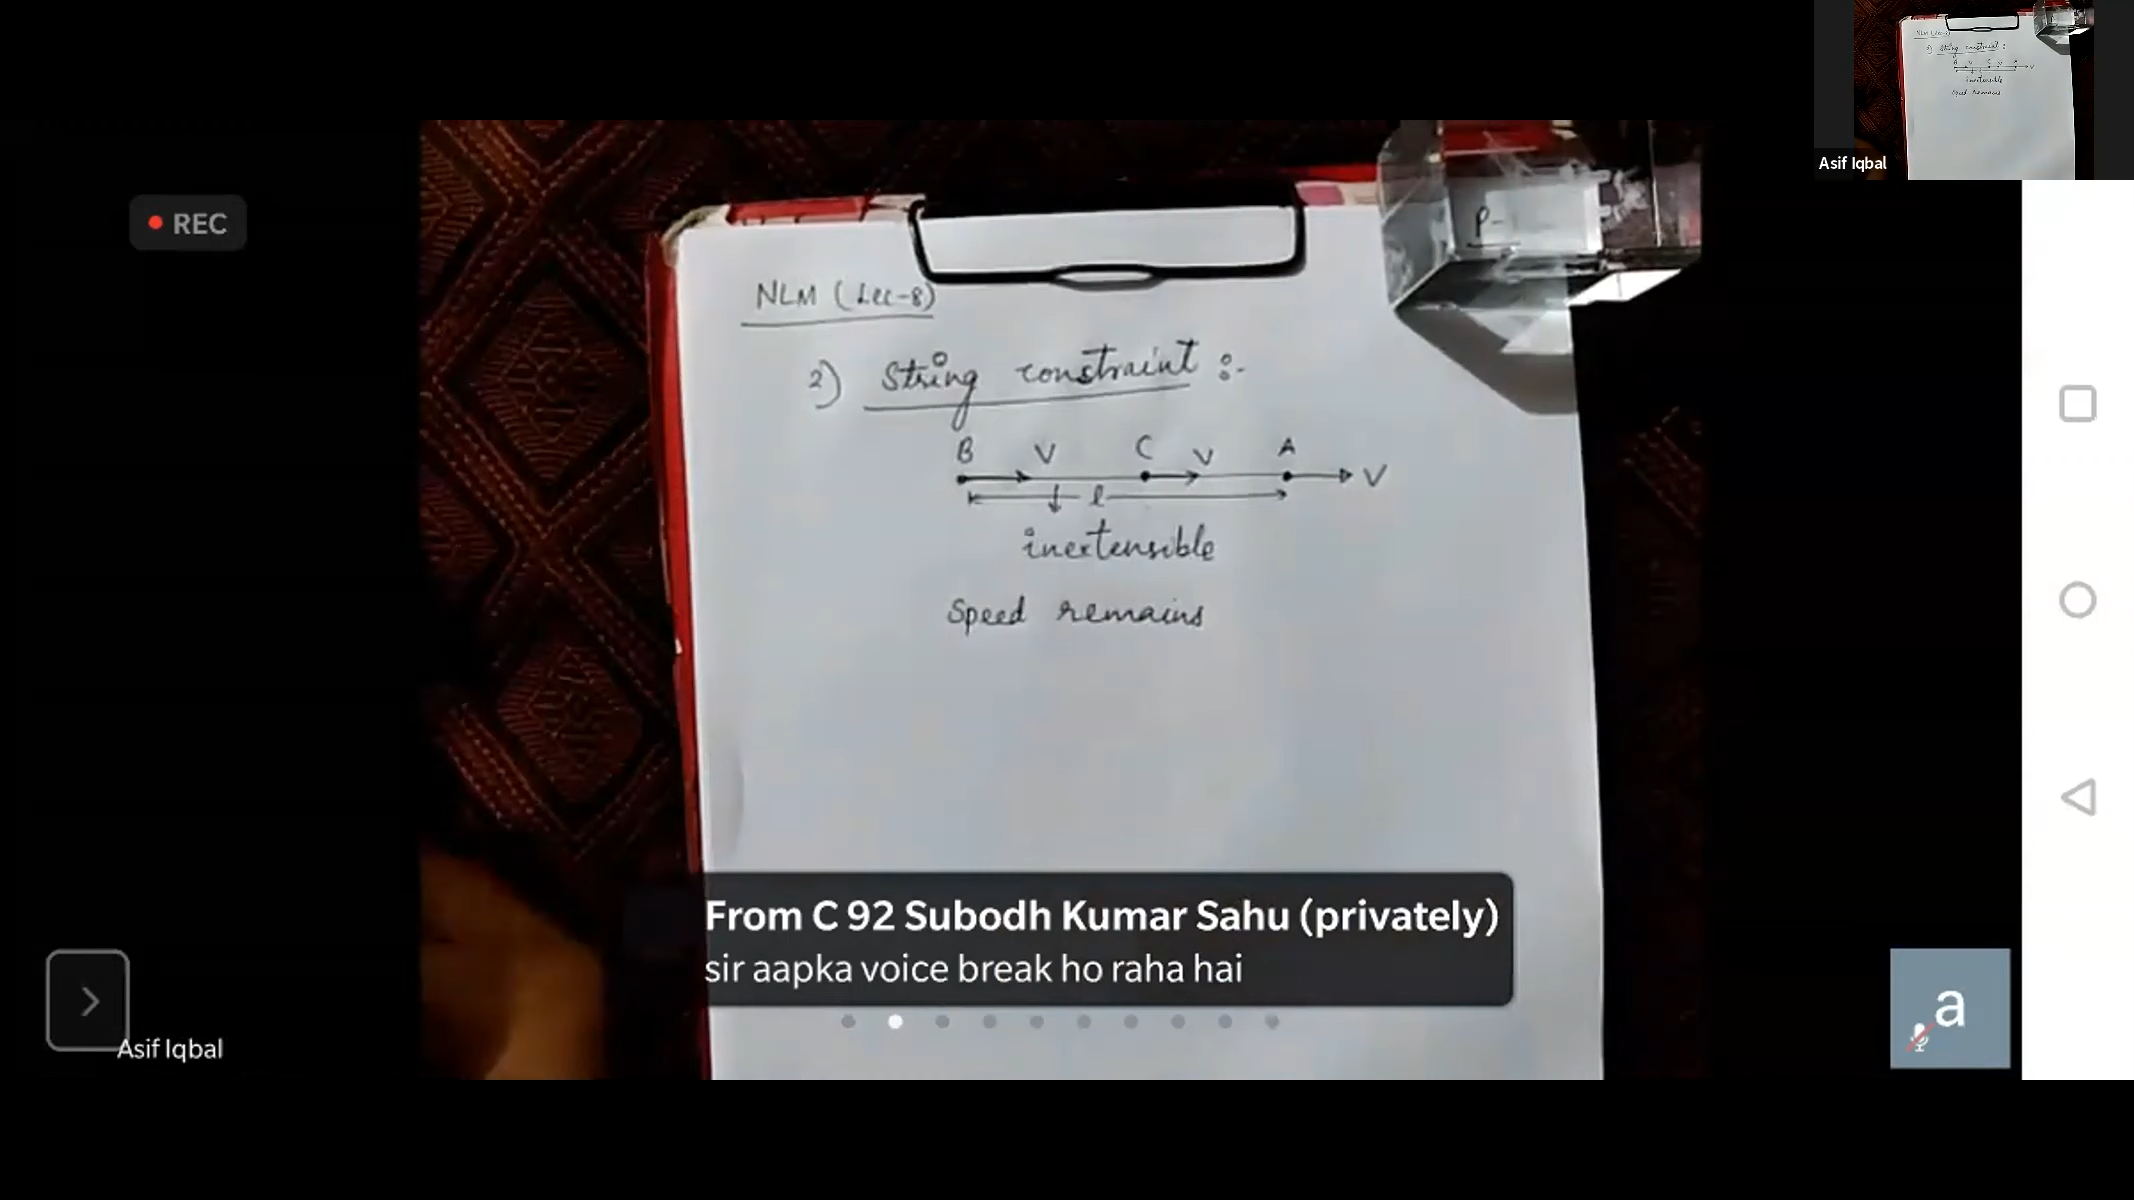 Asif Iqbal
REC
NLM (Lec-8)
2) String constraint :-
B V C V A V
l
inextensible
Speed remains
P-
From C 92 Subodh Kumar Sahu (privately)
sir aapka voice break ho raha hai
Asif Iqbal
a